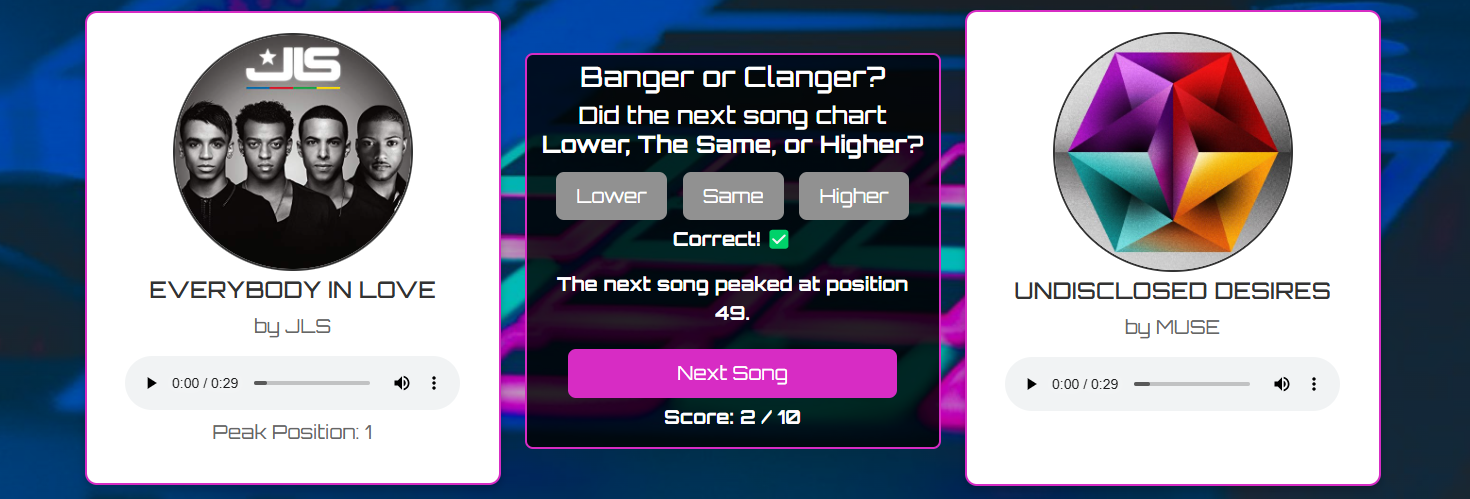 JLS
EVERYBODY IN LOVE
by JLS
0:00 / 0:29
Peak Position: 1
Banger or Clanger?
Did the next song chart
Lower, The Same, or Higher?
Lower
Same
Higher
Correct! ✅
The next song peaked at position
49.
Next Song
Score: 2 / 10
UNDISCLOSED DESIRES
by MUSE
0:00 / 0:29